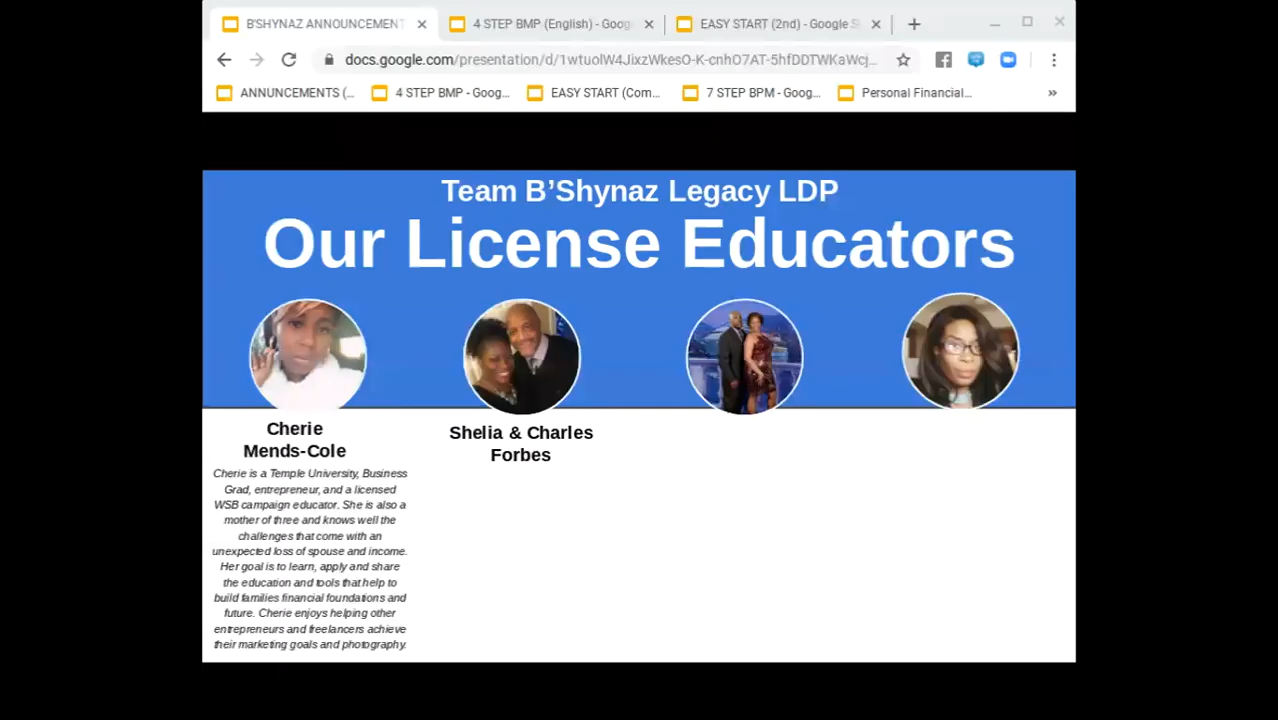 B'SHYNAZ ANNOUNCEMENT
4 STEP BMP (English) - Goog
EASY START (2nd) - Google S
docs.google.com/presentation/d/1wtuolW4JixzWkesO-K-cnhO7AT-5hfDDTWKaWcj...
ANNUNCEMENTS (...
4 STEP BMP - Goog...
EASY START (Com...
7 STEP BPM - Goog...
Personal Financial...
Team B’Shynaz Legacy LDP
Our License Educators
Cherie
Mends-Cole
Cherie is a Temple University, Business
Grad, entrepreneur, and a licensed
WSB campaign educator. She is also a
mother of three and knows well the
challenges that come with an
unexpected loss of spouse and income.
Her goal is to learn, apply and share
the education and tools that help to
build families financial foundations and
future. Cherie enjoys helping other
entrepreneurs and freelancers achieve
their marketing goals and photography.
Shelia & Charles
Forbes